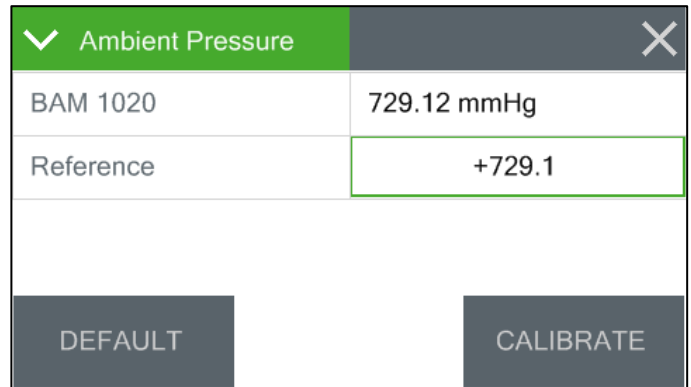 Ambient Pressure
BAM 1020 729.12 mmHg
Reference +729.1
DEFAULT CALIBRATE